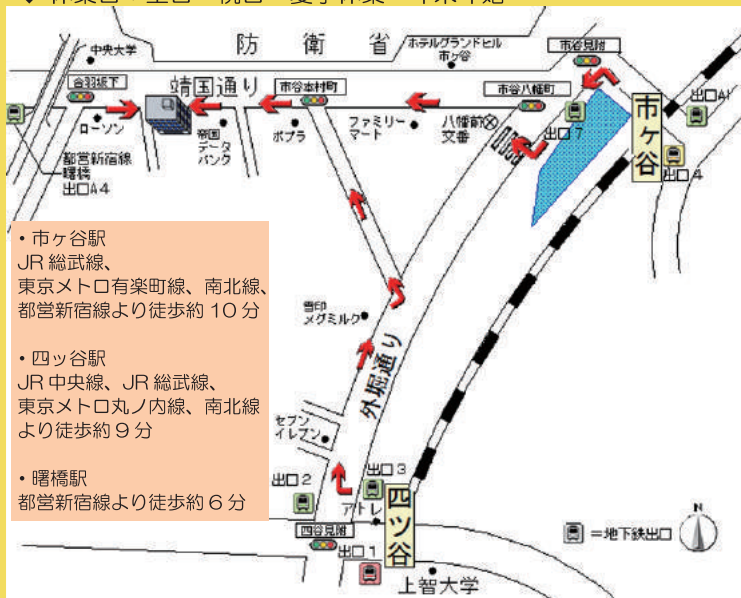 防衛省
中央大学
ホテルグランドヒル
市ヶ谷
市谷見附
合羽坂下
靖国通り
市谷本村町
市谷八幡町
出口A1
市ヶ谷
ローソン
帝国
データ
バンク
ポプラ
ファミリー
マート
八幡前
交番
出口7
出口4
都営新宿線
曙橋
出口A4
・市ヶ谷駅
JR 総武線、
東京メトロ有楽町線、南北線、
都営新宿線より徒歩約 10 分
・四ッ谷駅
JR 中央線、JR 総武線、
東京メトロ丸ノ内線、南北線
より徒歩約 9 分
・曙橋駅
都営新宿線より徒歩約 6 分
雪印
メグミルク
外堀通り
セブン
イレブン
出口2
出口3
アトレ
四ツ谷
四谷見附
出口1
上智大学
＝地下鉄出口
N